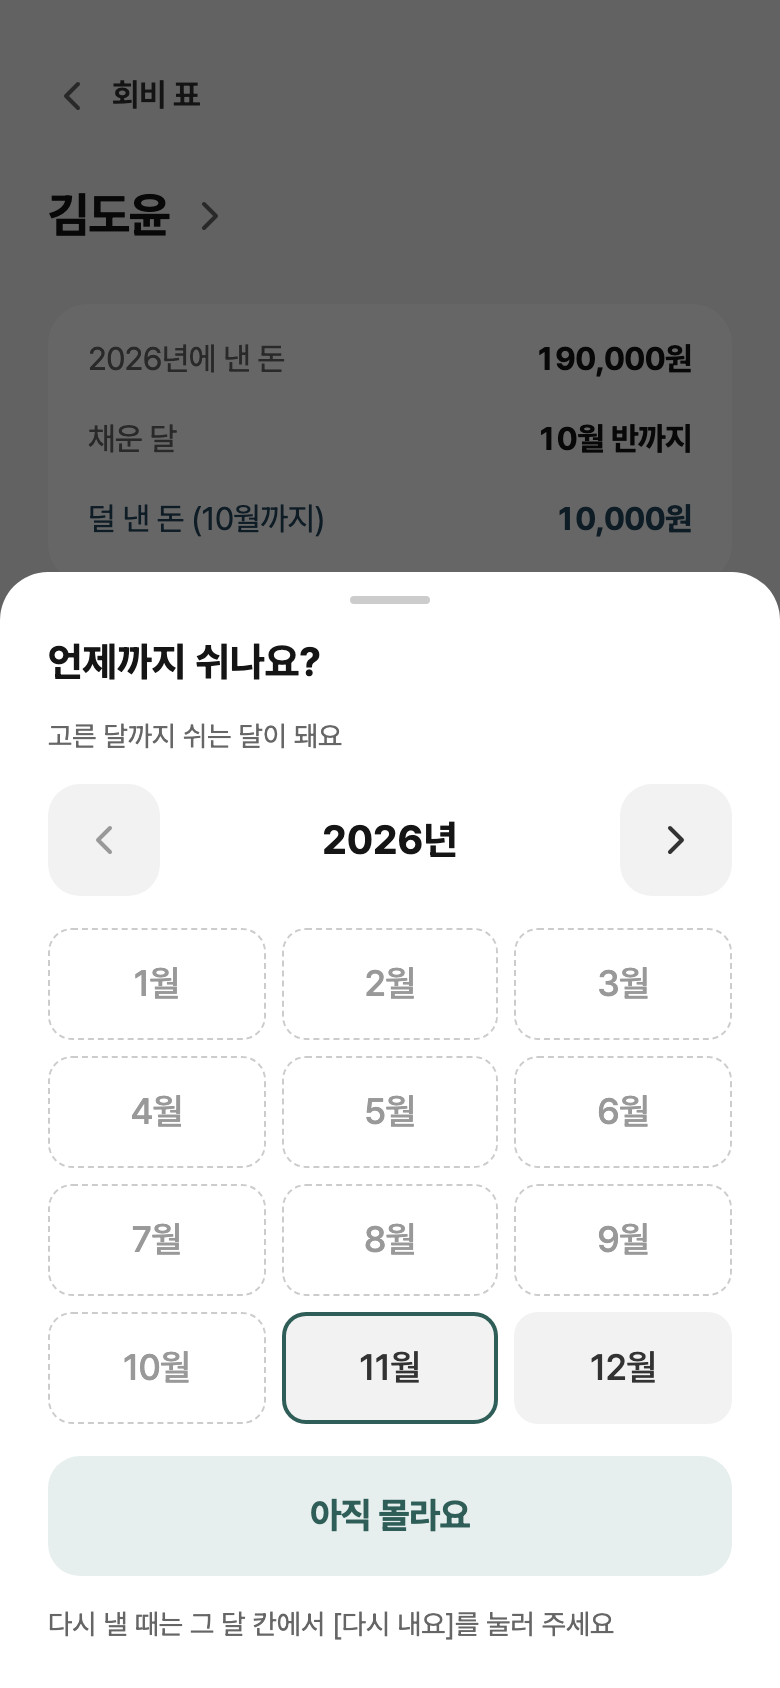 회비 표
김도윤
2026년에 낸 돈 190,000원
채운 달 10월 반까지
덜 낸 돈 (10월까지) 10,000원
언제까지 쉬나요?
고른 달까지 쉬는 달이 돼요
2026년
1월 2월 3월
4월 5월 6월
7월 8월 9월
10월 11월 12월
아직 몰라요
다시 낼 때는 그 달 칸에서 [다시 내요]를 눌러 주세요